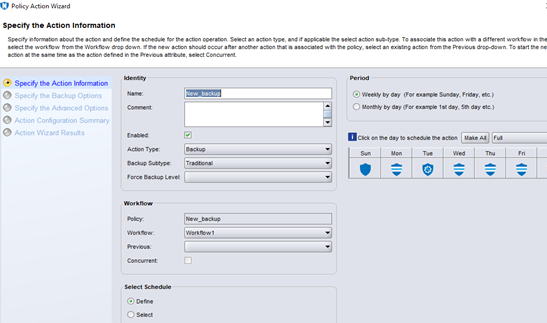 Policy Action Wizard
Specify the Action Information
Specify information about the action and define the schedule for the action operation. Select an action type, and if applicable the select action sub-type. To associate this action with a different workflow in the
select the workflow from the Workflow drop down. If the new action should occur after another action that is associated with the policy, select an existing action from the Previous drop-down. To start the ne
action at the same time as the action defined in the Previous attribute, select Concurrent.
Specify the Action Information
Specify the Backup Options
Specify the Advanced Options
Action Configuration Summary
Action Wizard Results
Identity
Name: New_backup
Comment:
Enabled:
Action Type: Backup
Backup Subtype: Traditional
Force Backup Level:
Workflow
Policy: New_backup
Workflow: Workflow1
Previous:
Concurrent:
Select Schedule
Define
Select
Period
Weekly by day (For example Sunday, Friday, etc.)
Monthly by day (For example 1st day, 5th day etc.)
Click on the day to schedule the action Make All Full
Sun Mon Tue Wed Thu Fri